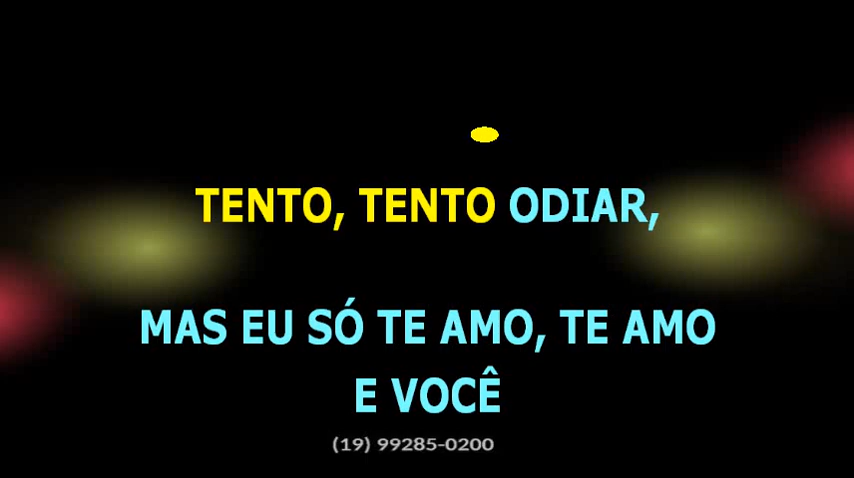 TENTO, TENTO ODIAR,
MAS EU SÓ TE AMO, TE AMO
E VOCÊ
(19) 99285-0200